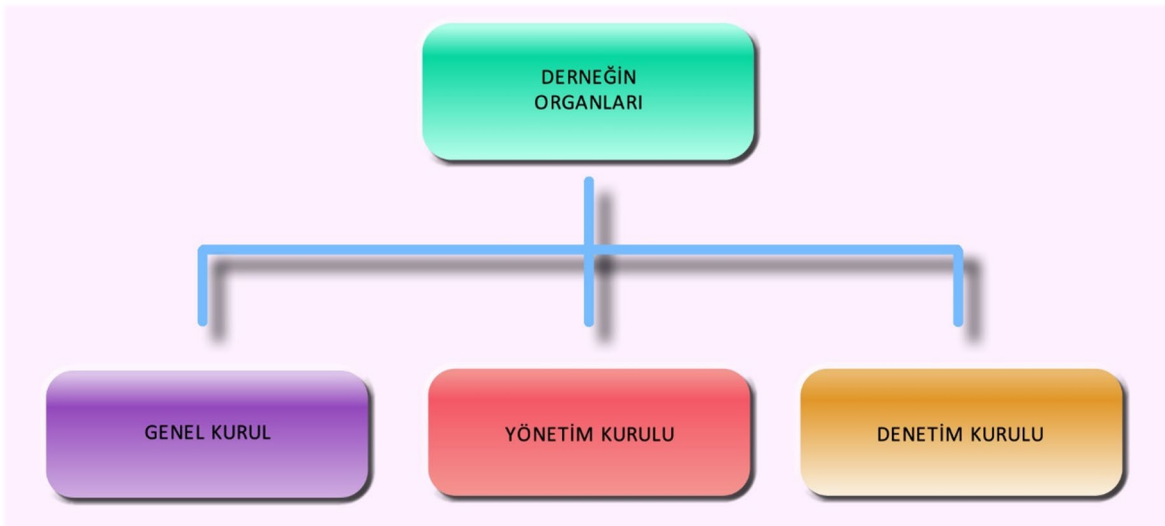 DERNEĞİN
ORGANLARI
GENEL KURUL
YÖNETİM KURULU
DENETİM KURULU